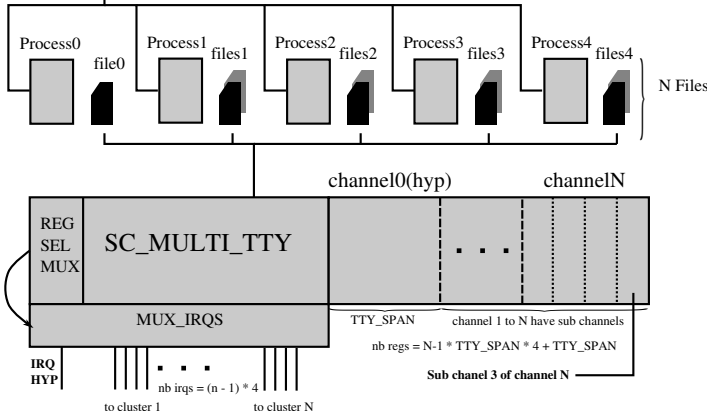 Process0
file0
Process1
files1
Process2
files2
Process3
files3
Process4
files4
N Files
channel0(hyp)
channelN
REG
SEL
MUX
SC_MULTI_TTY
. . .
MUX_IRQS
TTY_SPAN
channel 1 to N have sub channels
nb regs = N-1 * TTY_SPAN * 4 + TTY_SPAN
IRQ
HYP
. . .
nb irqs = (n - 1) * 4
Sub chanel 3 of channel N
to cluster 1
to cluster N